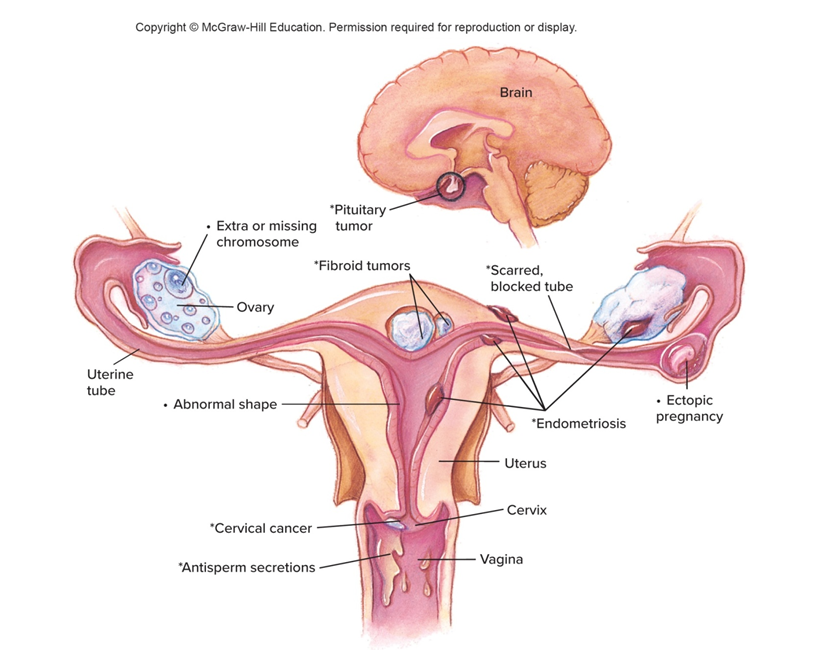 Copyright © McGraw-Hill Education. Permission required for reproduction or display.
Brain
*Pituitary
tumor
• Extra or missing
chromosome
*Fibroid tumors
*Scarred,
blocked tube
Ovary
Uterine
tube
• Abnormal shape
*Endometriosis
• Ectopic
pregnancy
Uterus
Cervix
*Cervical cancer
*Antisperm secretions
Vagina